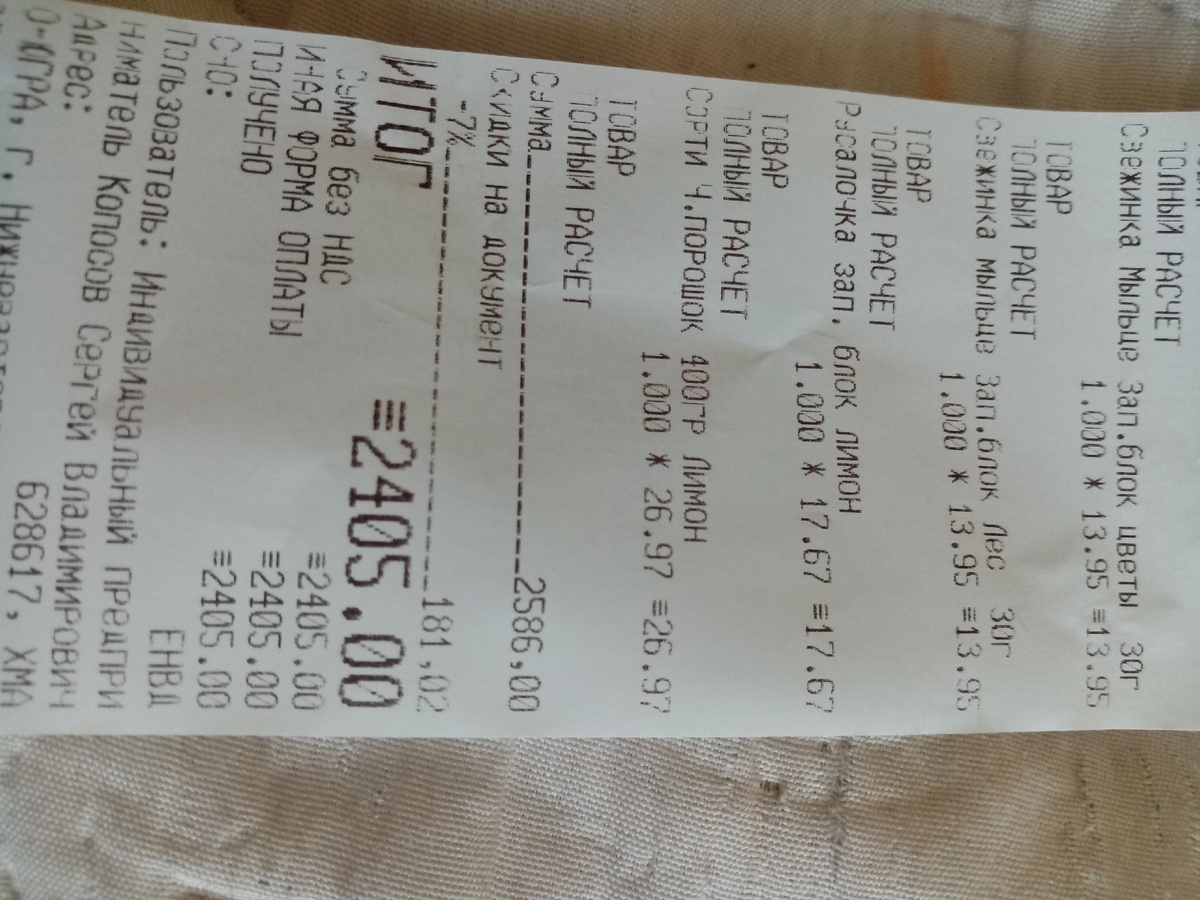 ПОЛНЫЙ РАСЧЕТ
Свежинка Мыльце Зап.блок цветы 30г
1.000 * 13.95 =13.95
ТОВАР
ПОЛНЫЙ РАСЧЕТ
Свежинка мыльце Зап.блок Лес 30г
1.000 * 13.95 =13.95
ТОВАР
ПОЛНЫЙ РАСЧЕТ
Русалочка зап. блок лимон
1.000 * 17.67 =17.67
ТОВАР
ПОЛНЫЙ РАСЧЕТ
Сорти ч.порошок 400гр лимон
1.000 * 26.97 =26.97
ТОВАР
ПОЛНЫЙ РАСЧЕТ
Сумма 2586,00
Скидки на документ
-7% 181,02
ИТОГ =2405.00
Сумма без НДС =2405.00
ИНАЯ ФОРМА ОПЛАТЫ
ПОЛУЧЕНО =2405.00
СНО: =2405.00
ЕНВД
Пользователь: Индивидуальный предпри
ниматель Колосов Сергей Владимирович
Адрес: 628617, ХМА
О-ЮГРА, г.